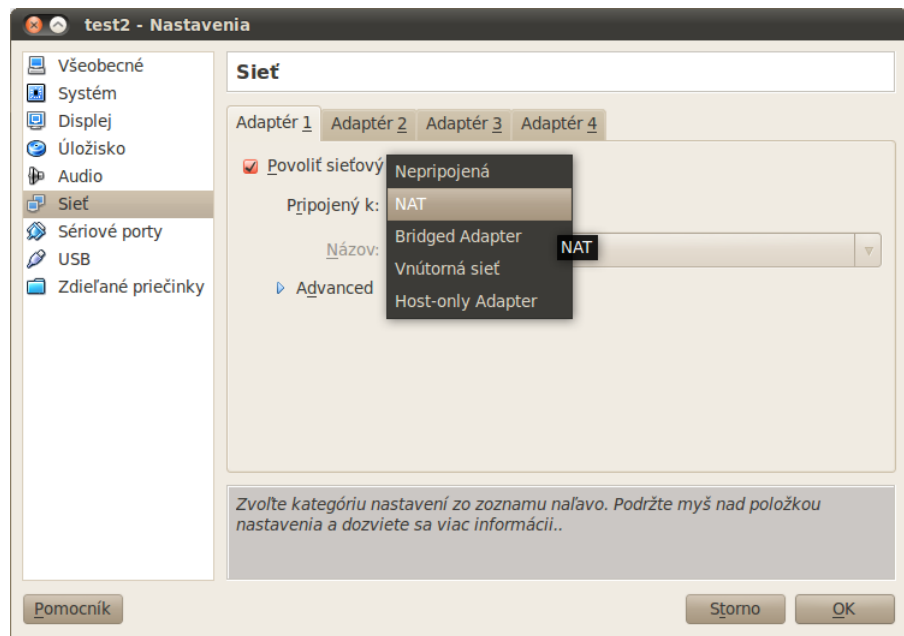 test2 - Nastavenia
Všeobecné
Systém
Displej
Úložisko
Audio
Sieť
Sériové porty
USB
Zdieľané priečinky
Sieť
Adaptér 1 Adaptér 2 Adaptér 3 Adaptér 4
Povoliť sieťový
Pripojený k:
Nepripojená
NAT
Bridged Adapter
Vnútorná sieť
Host-only Adapter
NAT
Názov:
Advanced
Zvoľte kategóriu nastavení zo zoznamu naľavo. Podržte myš nad položkou
nastavenia a dozviete sa viac informácii..
Pomocník
Storno OK